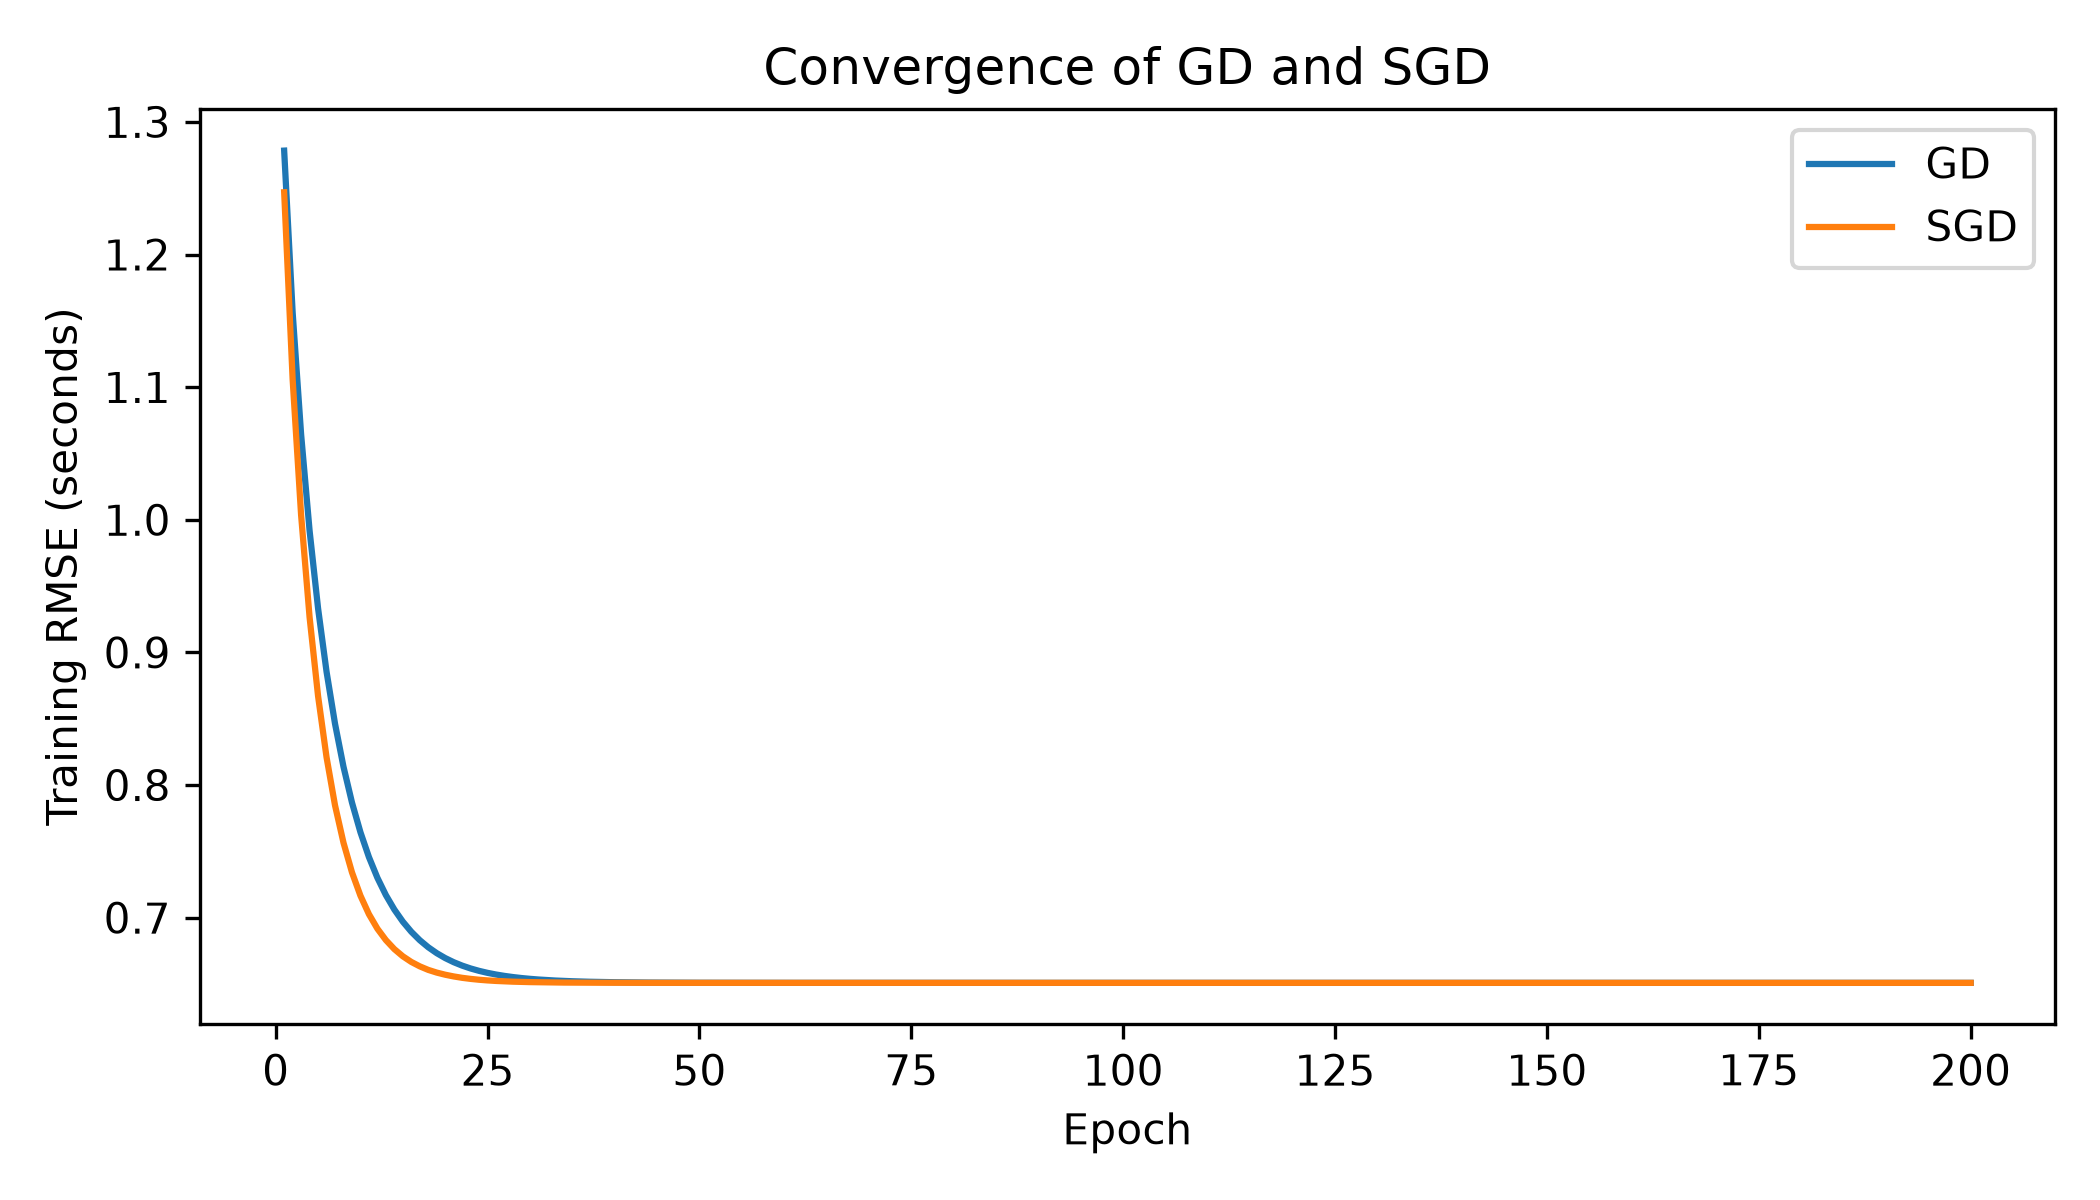 Convergence of GD and SGD
GD
SGD
Training RMSE (seconds)
1.3
1.2
1.1
1.0
0.9
0.8
0.7
0 25 50 75 100 125 150 175 200
Epoch